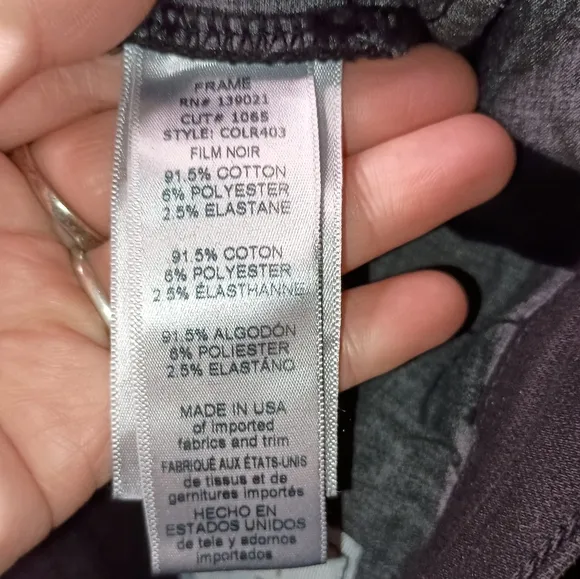 FRAME
RN# 139021
CUT# 1065
STYLE: COLR403
FILM NOIR
91.5% COTTON
6% POLYESTER
2.5% ELASTANE
91.5% COTON
6% POLYESTER
2.5% ÉLASTHANNE
91.5% ALGODÓN
6% POLIESTER
2.5% ELASTÁNO
MADE IN USA
of imported
fabrics and trim
FABRIQUÉ AUX ÉTATS-UNIS
de tissus et de
garnitures importés
HECHO EN
ESTADOS UNIDOS
de tele y adornos
importados